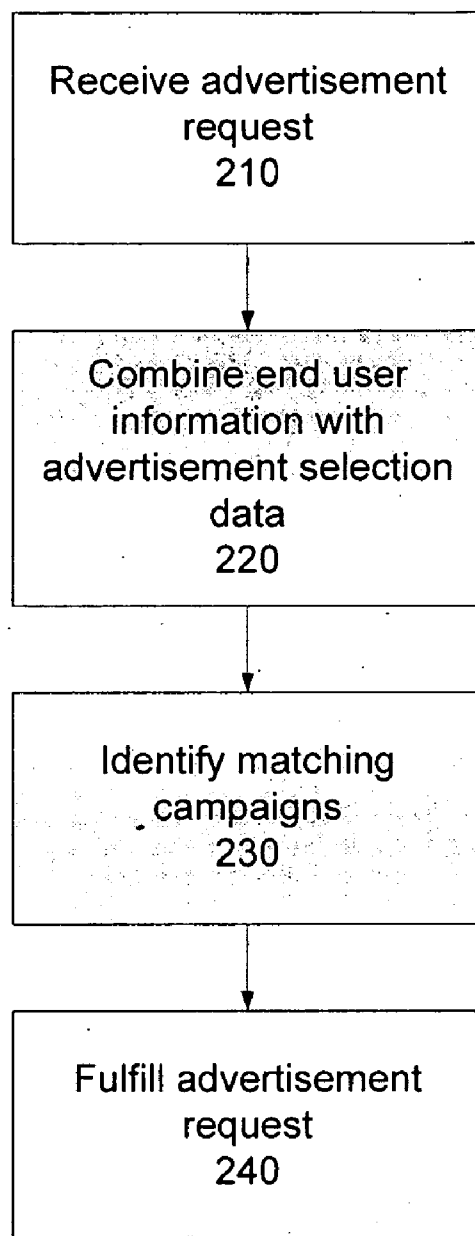 Receive advertisement
request
210
Combine end user
information with
advertisement selection
data
220
Identify matching
campaigns
230
Fulfill advertisement
request
240